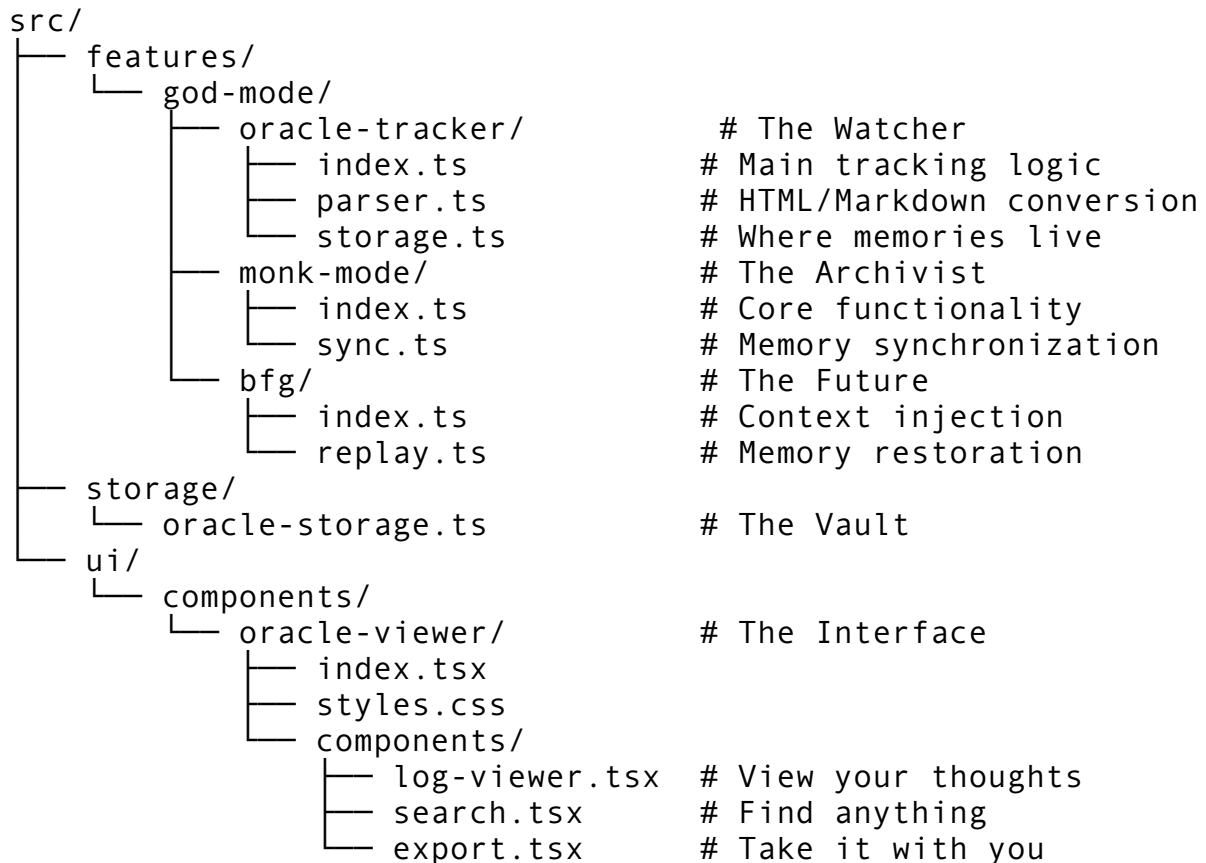 src/
├── features/
│   └── god-mode/
│       ├── oracle-tracker/          # The Watcher
│       │   ├── index.ts            # Main tracking logic
│       │   ├── parser.ts           # HTML/Markdown conversion
│       │   └── storage.ts          # Where memories live
│       ├── monk-mode/              # The Archivist
│       │   ├── index.ts            # Core functionality
│       │   └── sync.ts             # Memory synchronization
│       └── bfg/                    # The Future
│           ├── index.ts            # Context injection
│           └── replay.ts           # Memory restoration
├── storage/
│   └── oracle-storage.ts           # The Vault
└── ui/
    └── components/
        └── oracle-viewer/          # The Interface
            ├── index.tsx
            ├── styles.css
            └── components/
                ├── log-viewer.tsx  # View your thoughts
                ├── search.tsx      # Find anything
                └── export.tsx      # Take it with you